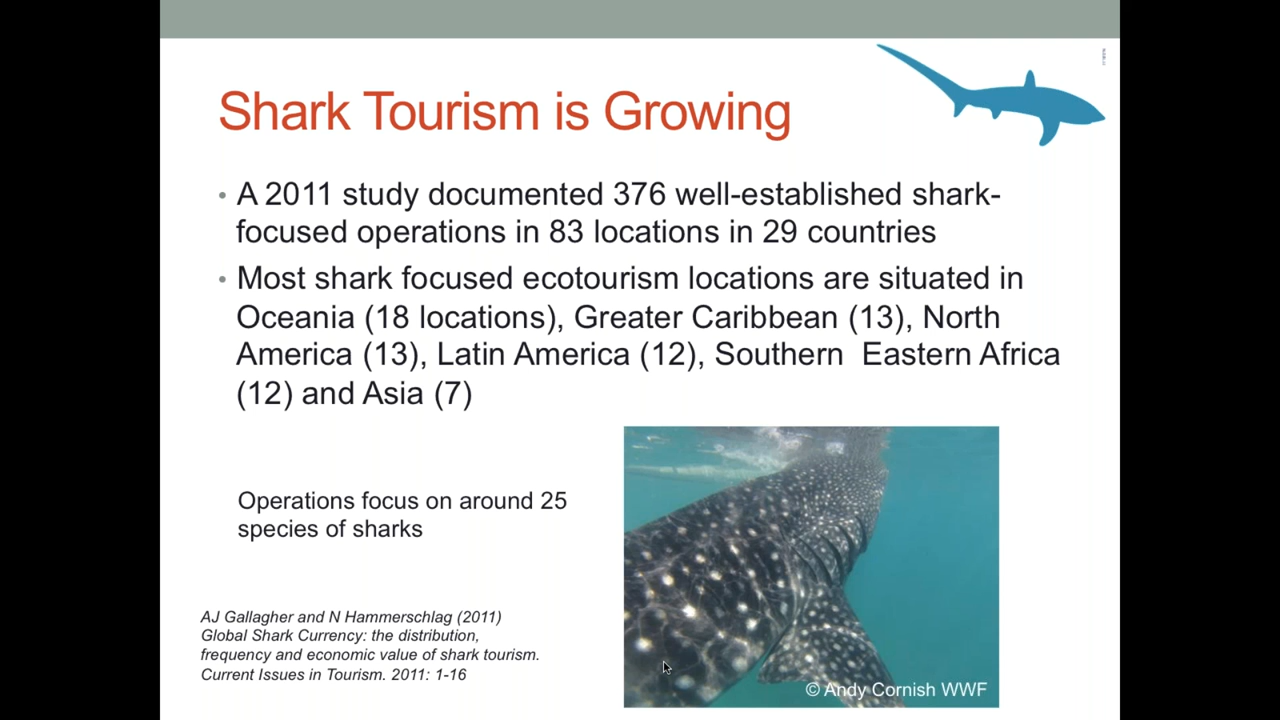 Shark Tourism is Growing
• A 2011 study documented 376 well-established shark-
focused operations in 83 locations in 29 countries
• Most shark focused ecotourism locations are situated in
Oceania (18 locations), Greater Caribbean (13), North
America (13), Latin America (12), Southern  Eastern Africa
(12) and Asia (7)
Operations focus on around 25
species of sharks
AJ Gallagher and N Hammerschlag (2011)
Global Shark Currency: the distribution,
frequency and economic value of shark tourism.
Current Issues in Tourism. 2011: 1-16
© Andy Cornish WWF